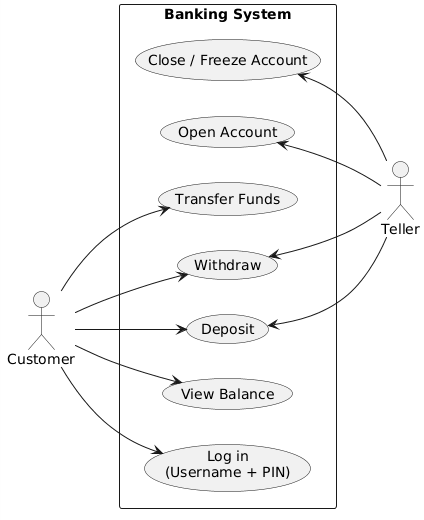 Banking System
Close / Freeze Account
Open Account
Transfer Funds
Withdraw
Teller
Deposit
Customer
View Balance
Log in
(Username + PIN)